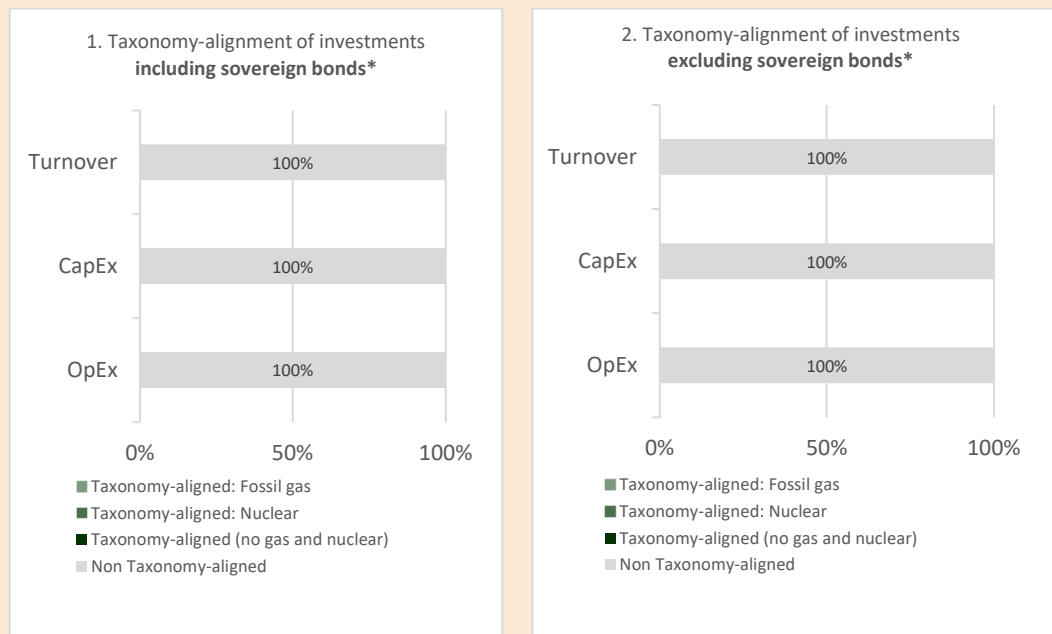 1. Taxonomy-alignment of investments
including sovereign bonds*
Turnover
100%
CapEx
100%
OpEx
100%
0%
50%
100%
Taxonomy-aligned: Fossil gas
Taxonomy-aligned: Nuclear
Taxonomy-aligned (no gas and nuclear)
Non Taxonomy-aligned
2. Taxonomy-alignment of investments
excluding sovereign bonds*
Turnover
100%
CapEx
100%
OpEx
100%
0%
50%
100%
Taxonomy-aligned: Fossil gas
Taxonomy-aligned: Nuclear
Taxonomy-aligned (no gas and nuclear)
Non Taxonomy-aligned